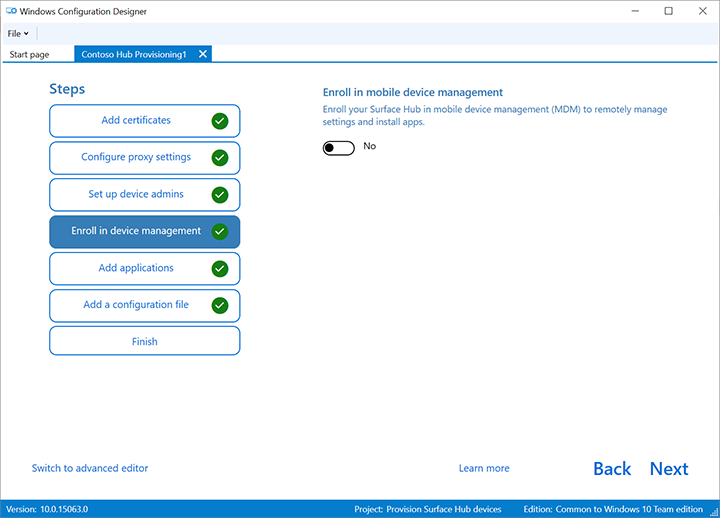 Windows Configuration Designer
File
Start page
Contoso Hub Provisioning1
Steps
Add certificates
Configure proxy settings
Set up device admins
Enroll in device management
Add applications
Add a configuration file
Finish
Enroll in mobile device management
Enroll your Surface Hub in mobile device management (MDM) to remotely manage
settings and install apps.
No
Switch to advanced editor
Learn more
Back
Next
Version: 10.0.15063.0
Project: Provision Surface Hub devices
Edition: Common to Windows 10 Team edition